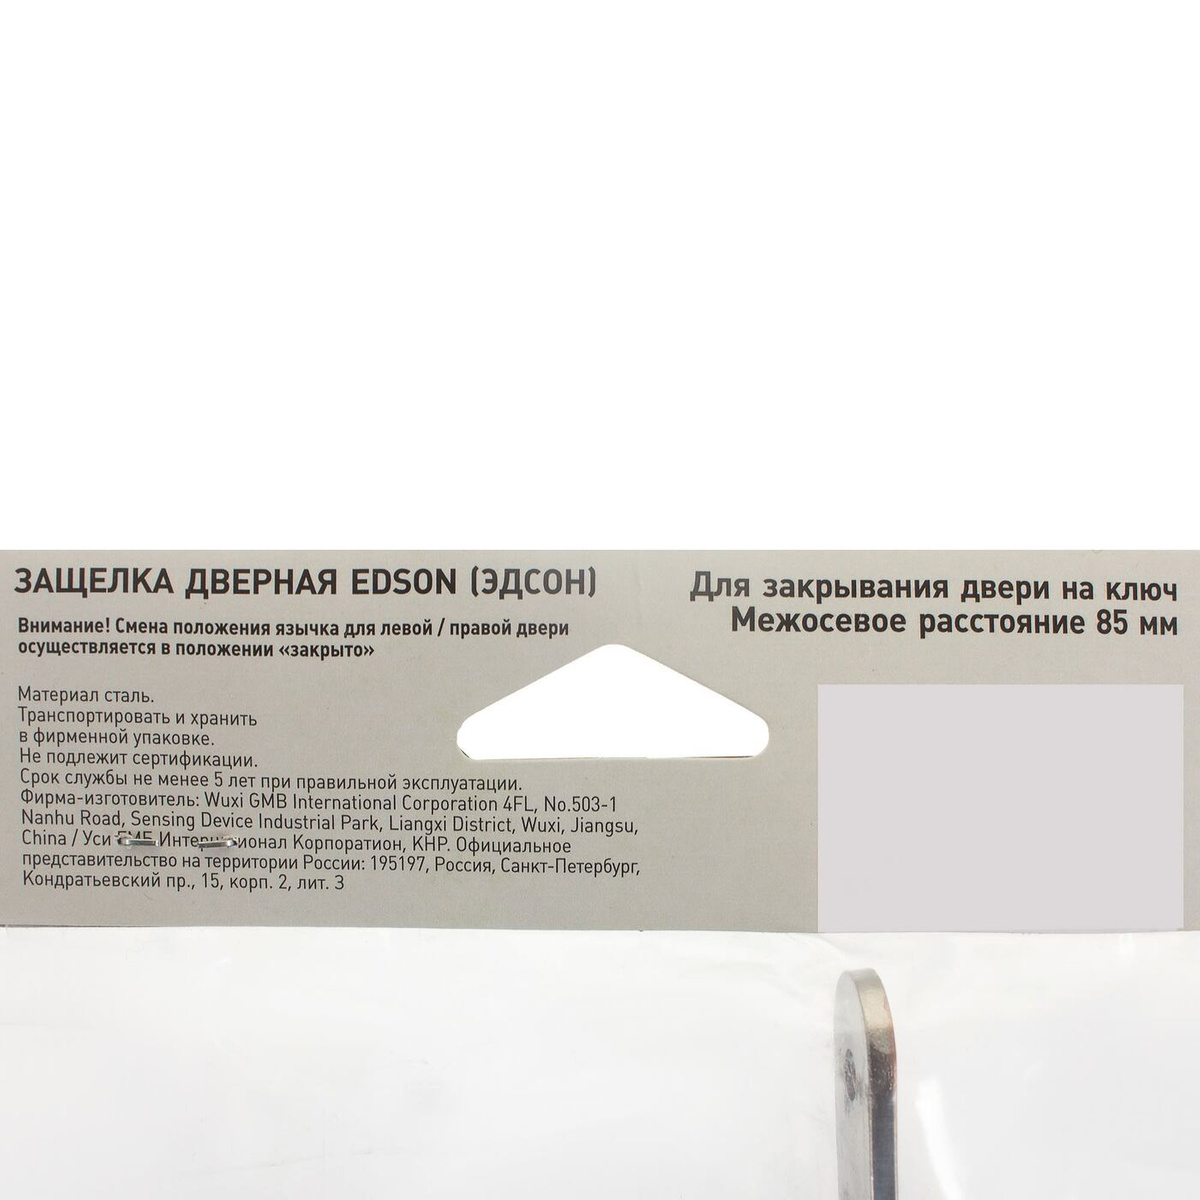 ЗАЩЕЛКА ДВЕРНАЯ EDSON (ЭДСОН)
Внимание! Смена положения язычка для левой / правой двери
осуществляется в положении «закрыто»
Материал сталь.
Транспортировать и хранить
в фирменной упаковке.
Не подлежит сертификации.
Срок службы не менее 5 лет при правильной эксплуатации.
Фирма-изготовитель: Wuxi GMB International Corporation 4FL, No.503-1
Nanhu Road, Sensing Device Industrial Park, Liangxi District, Wuxi, Jiangsu,
China / Уси Интернационал Корпоратион, КНР. Официальное
представительство на территории России: 195197, Россия, Санкт-Петербург,
Кондратьевский пр., 15, корп. 2, лит. З
Для закрывания двери на ключ
Межосевое расстояние 85 мм